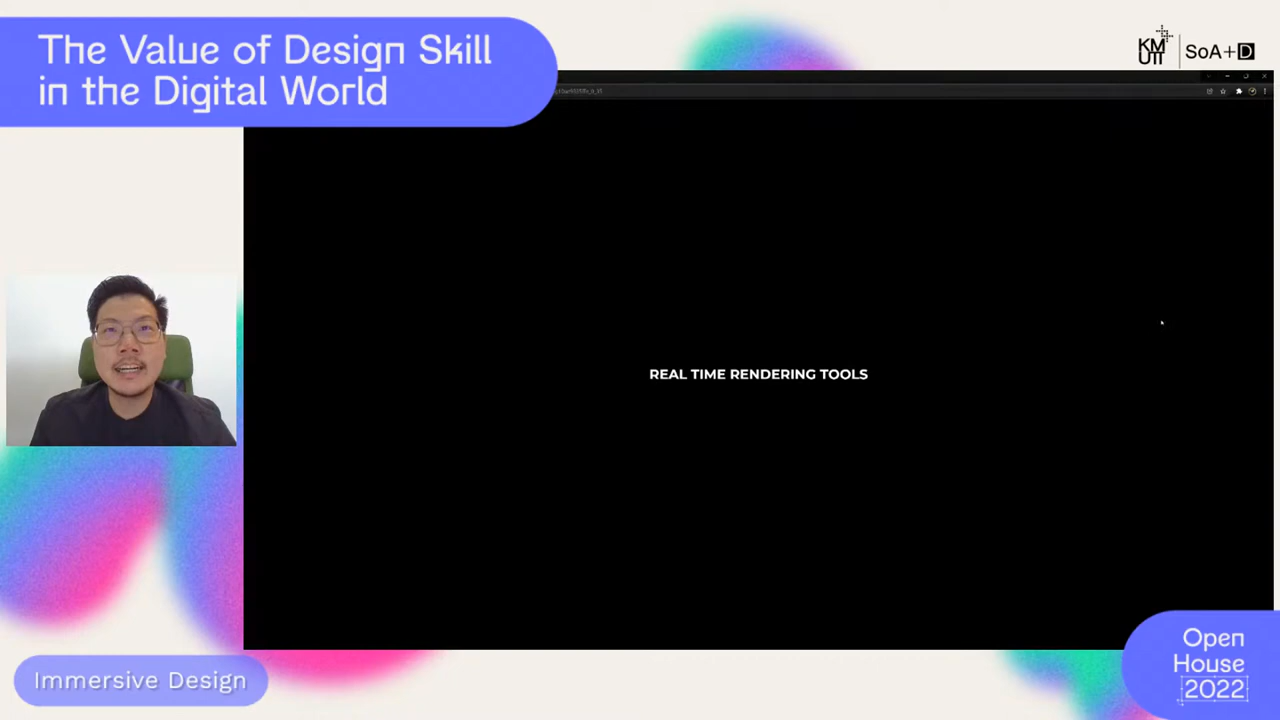 The Value of Design Skill
in the Digital World
KM
UTT
SoA+D
REAL TIME RENDERING TOOLS
Immersive Design
Open
House
2022